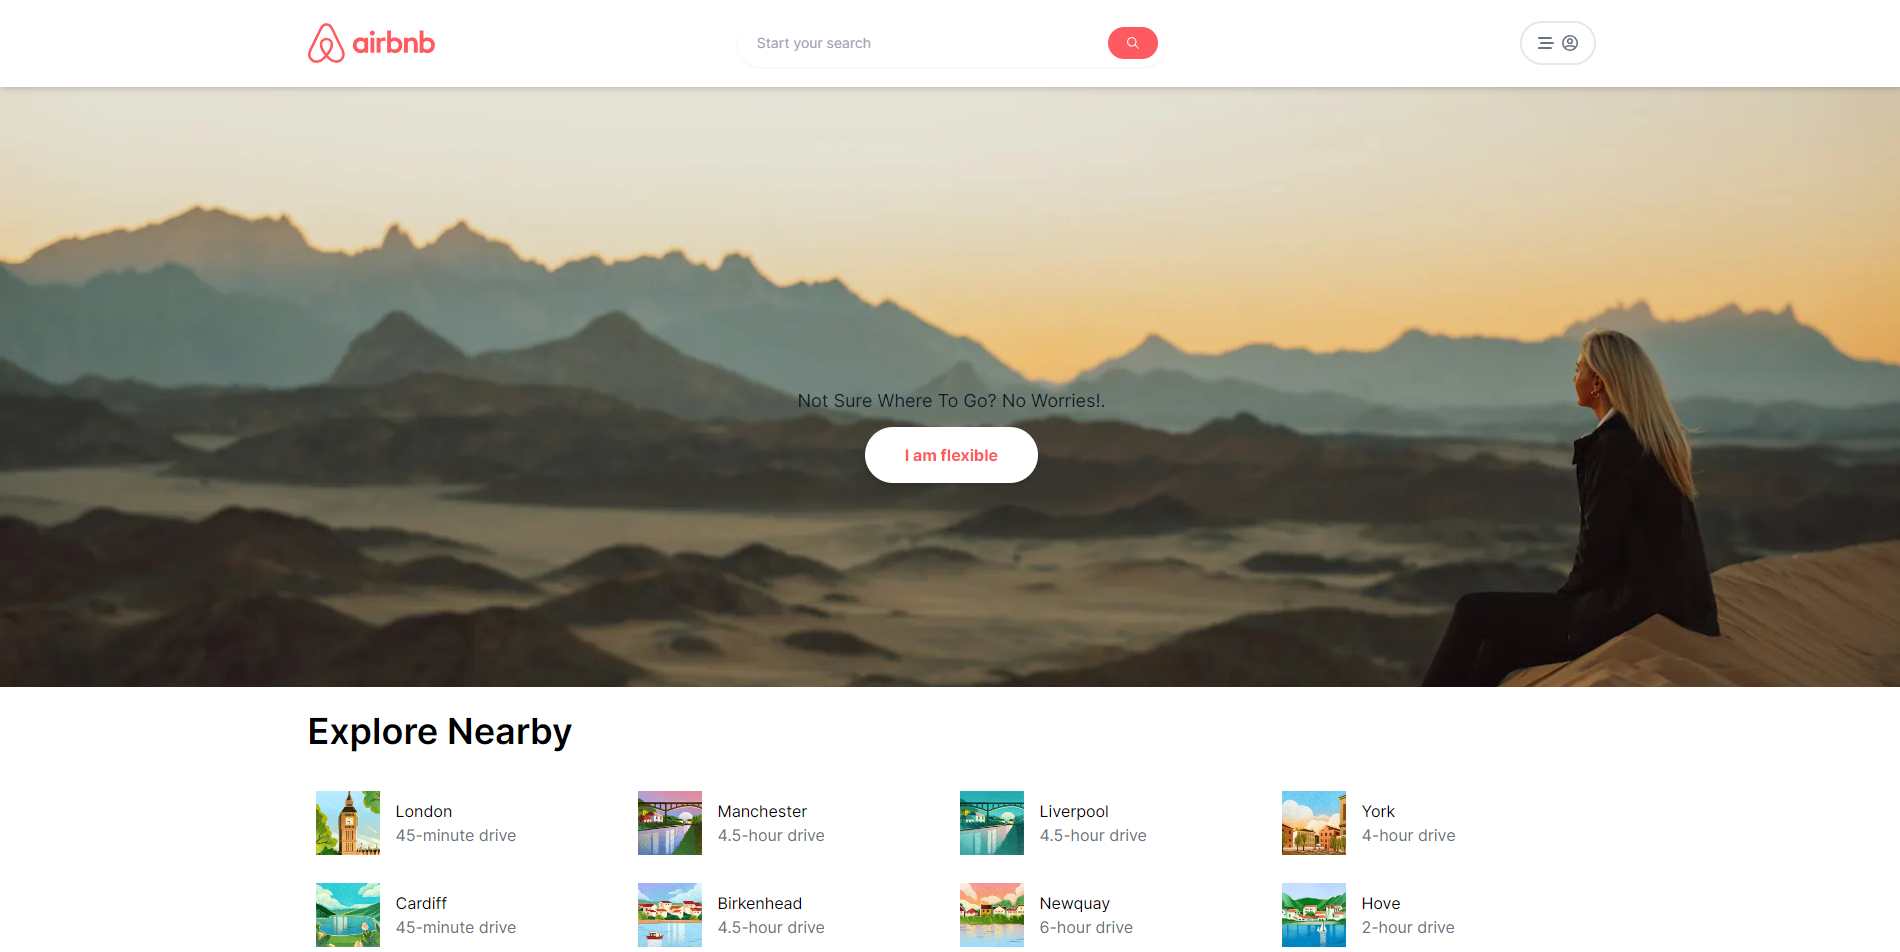 airbnb
Start your search
Not Sure Where To Go? No Worries!.
I am flexible
Explore Nearby
London
45-minute drive
Manchester
4.5-hour drive
Liverpool
4.5-hour drive
York
4-hour drive
Cardiff
45-minute drive
Birkenhead
4.5-hour drive
Newquay
6-hour drive
Hove
2-hour drive